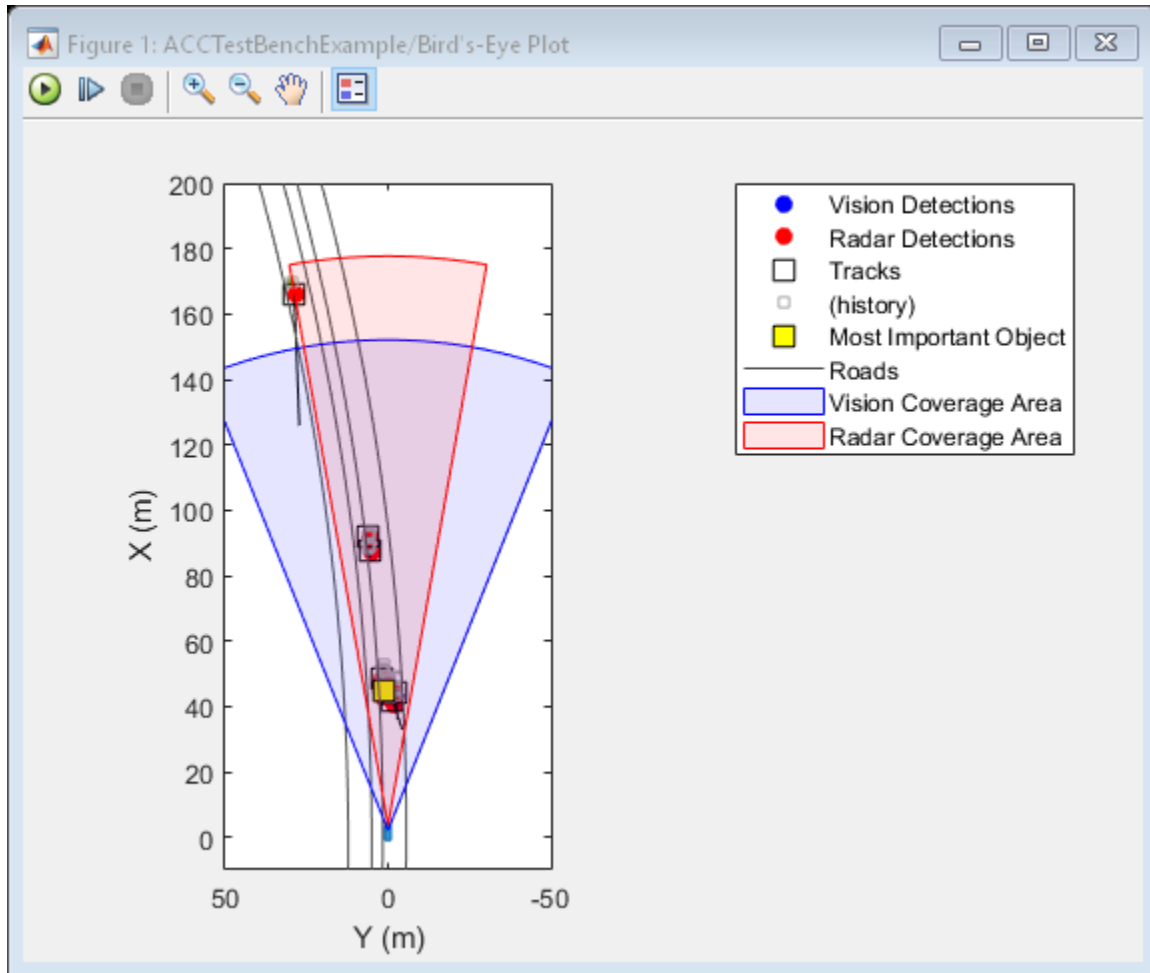 Figure 1: ACCTestBenchExample/Bird's-Eye Plot
200
180
160
140
120
100
80
60
40
20
0
X (m)
50 0 -50
Y (m)
Vision Detections
Radar Detections
Tracks
(history)
Most Important Object
Roads
Vision Coverage Area
Radar Coverage Area